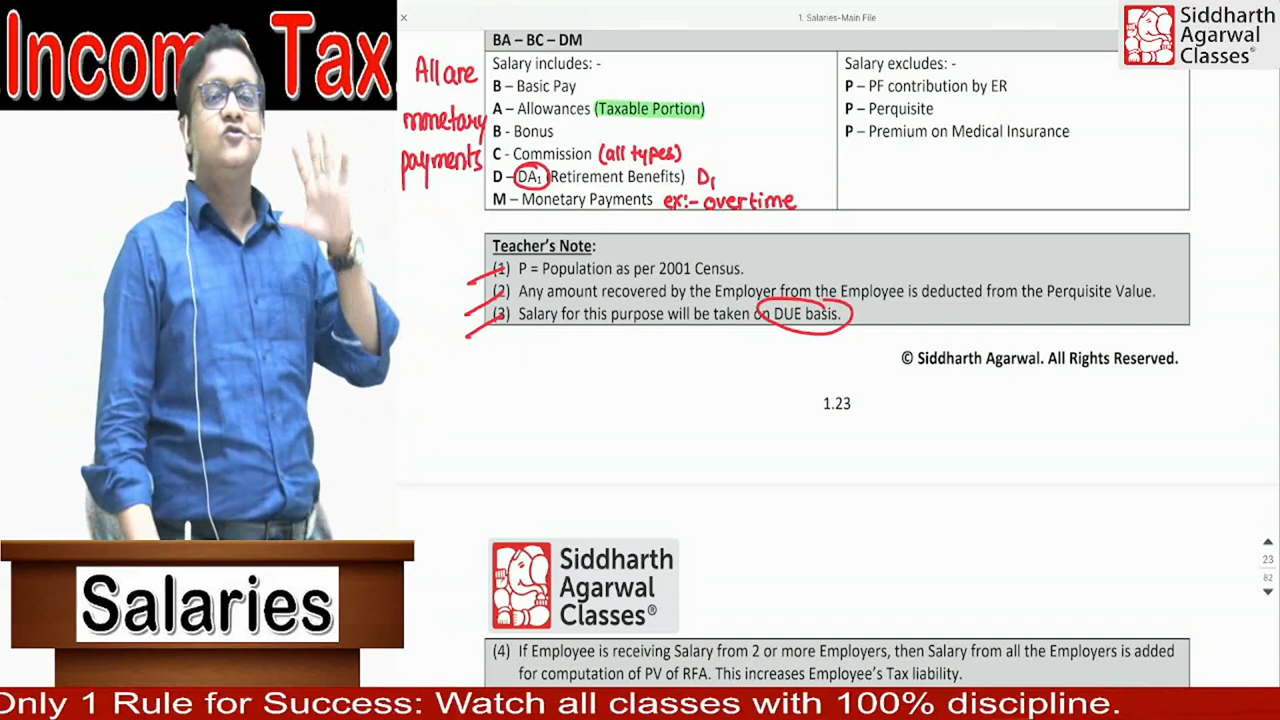 Income Tax
1. Salaries-Main File
Siddharth
Agarwal
Classes®
BA – BC – DM
Salary includes: -
B – Basic Pay
A – Allowances (Taxable Portion)
B - Bonus
C - Commission (all types)
D – DA1 (Retirement Benefits) D1
M – Monetary Payments ex:- overtime
All are
monetary
payments
Salary excludes: -
P – PF contribution by ER
P – Perquisite
P – Premium on Medical Insurance
Teacher's Note:
(1) P = Population as per 2001 Census.
(2) Any amount recovered by the Employer from the Employee is deducted from the Perquisite Value.
(3) Salary for this purpose will be taken on DUE basis.
© Siddharth Agarwal. All Rights Reserved.
1.23
Siddharth
Agarwal
Classes®
23
82
Salaries
(4) If Employee is receiving Salary from 2 or more Employers, then Salary from all the Employers is added
for computation of PV of RFA. This increases Employee's Tax liability.
Only 1 Rule for Success: Watch all classes with 100% discipline.